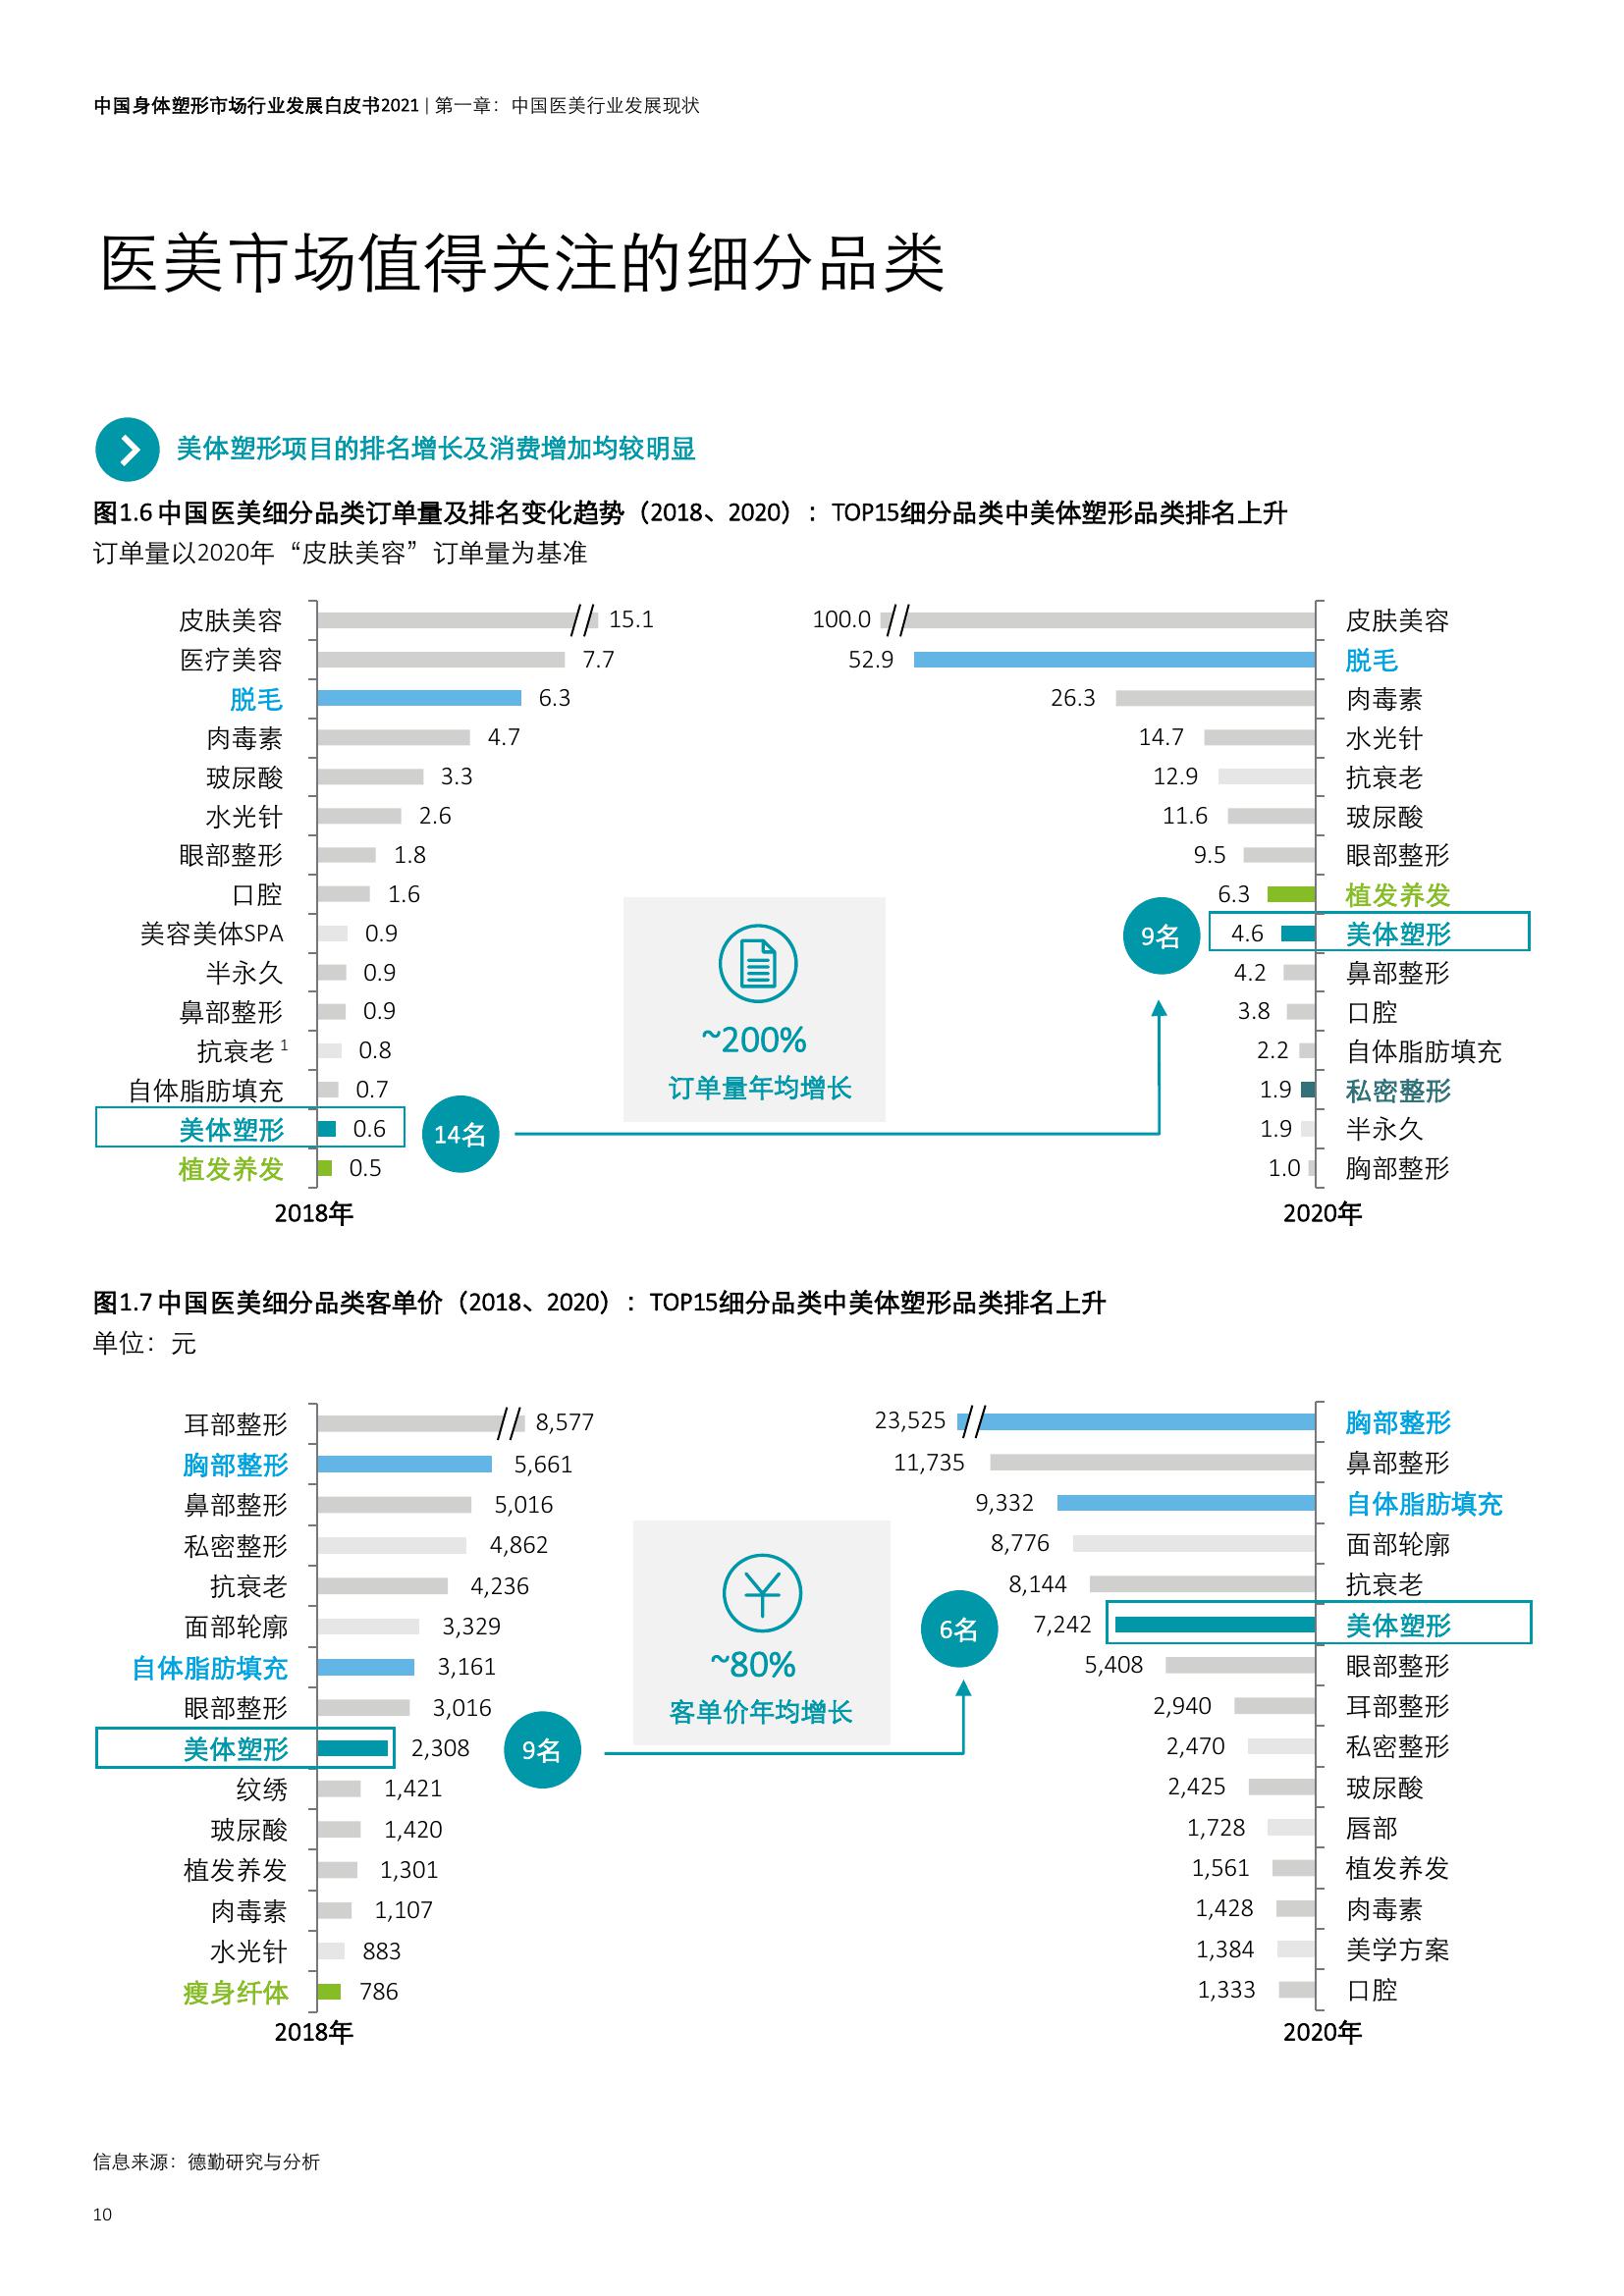 中国身体塑形市场行业发展白皮书2021 | 第一章：中国医美行业发展现状
医美市场值得关注的细分品类
美体塑形项目的排名增长及消费增加均较明显
图1.6 中国医美细分品类订单量及排名变化趋势（2018、2020）：TOP15细分品类中美体塑形品类排名上升
订单量以2020年“皮肤美容”订单量为基准
皮肤美容 15.1
医疗美容 7.7
脱毛 6.3
肉毒素 4.7
玻尿酸 3.3
水光针 2.6
眼部整形 1.8
口腔 1.6
美容美体SPA 0.9
半永久 0.9
鼻部整形 0.9
抗衰老1 0.8
自体脂肪填充 0.7
美体塑形 0.6 14名
植发养发 0.5
2018年
~200%
订单量年均增长
100.0 皮肤美容
52.9 脱毛
26.3 肉毒素
14.7 水光针
12.9 抗衰老
11.6 玻尿酸
9.5 眼部整形
6.3 植发养发
9名 4.6 美体塑形
4.2 鼻部整形
3.8 口腔
2.2 自体脂肪填充
1.9 私密整形
1.9 半永久
1.0 胸部整形
2020年
图1.7 中国医美细分品类客单价（2018、2020）：TOP15细分品类中美体塑形品类排名上升
单位：元
耳部整形 8,577
胸部整形 5,661
鼻部整形 5,016
私密整形 4,862
抗衰老 4,236
面部轮廓 3,329
自体脂肪填充 3,161
眼部整形 3,016
美体塑形 2,308 9名
纹绣 1,421
玻尿酸 1,420
植发养发 1,301
肉毒素 1,107
水光针 883
瘦身纤体 786
2018年
~80%
客单价年均增长
23,525 胸部整形
11,735 鼻部整形
9,332 自体脂肪填充
8,776 面部轮廓
8,144 抗衰老
6名 7,242 美体塑形
5,408 眼部整形
2,940 耳部整形
2,470 私密整形
2,425 玻尿酸
1,728 唇部
1,561 植发养发
1,428 肉毒素
1,384 美学方案
1,333 口腔
2020年
信息来源：德勤研究与分析
10